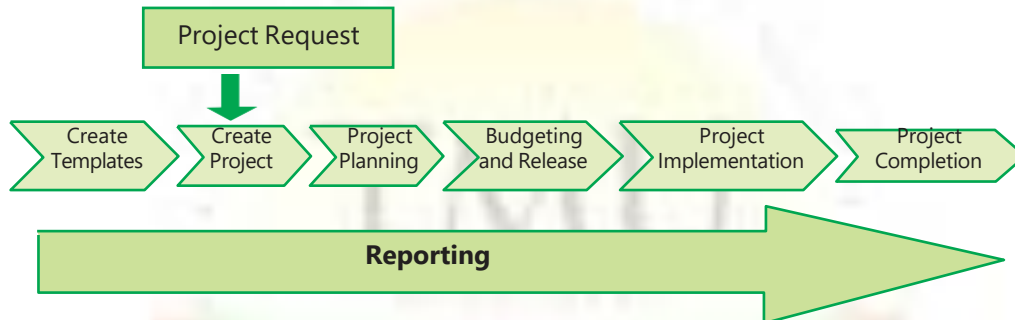 Project Request
Create
Templates
Create
Project
Project
Planning
Budgeting
and Release
Project
Implementation
Project
Completion
Reporting